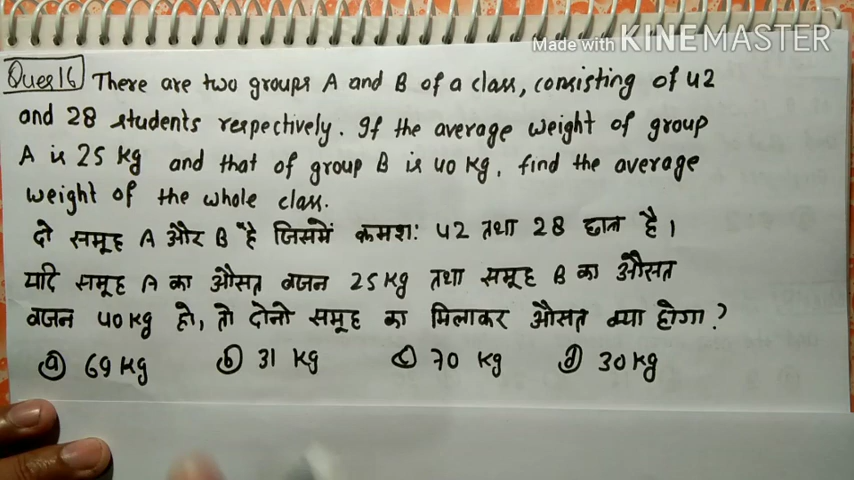 Made with KINEMASTER
Ques 16 There are two groups A and B of a class, consisting of 42
and 28 students respectively. If the average weight of group
A is 25 Kg and that of group B is 40 Kg, find the average
weight of the whole class.
दो समूह A और B है जिसमें क्रमशः 42 तथा 28 छात्र है।
यदि समूह A का औसत वजन 25 Kg तथा समूह B का औसत
वजन 40 Kg हो, तो दोनो समूह का मिलाकर औसत क्या होगा?
(a) 69 Kg (b) 31 Kg (c) 70 Kg (d) 30 Kg